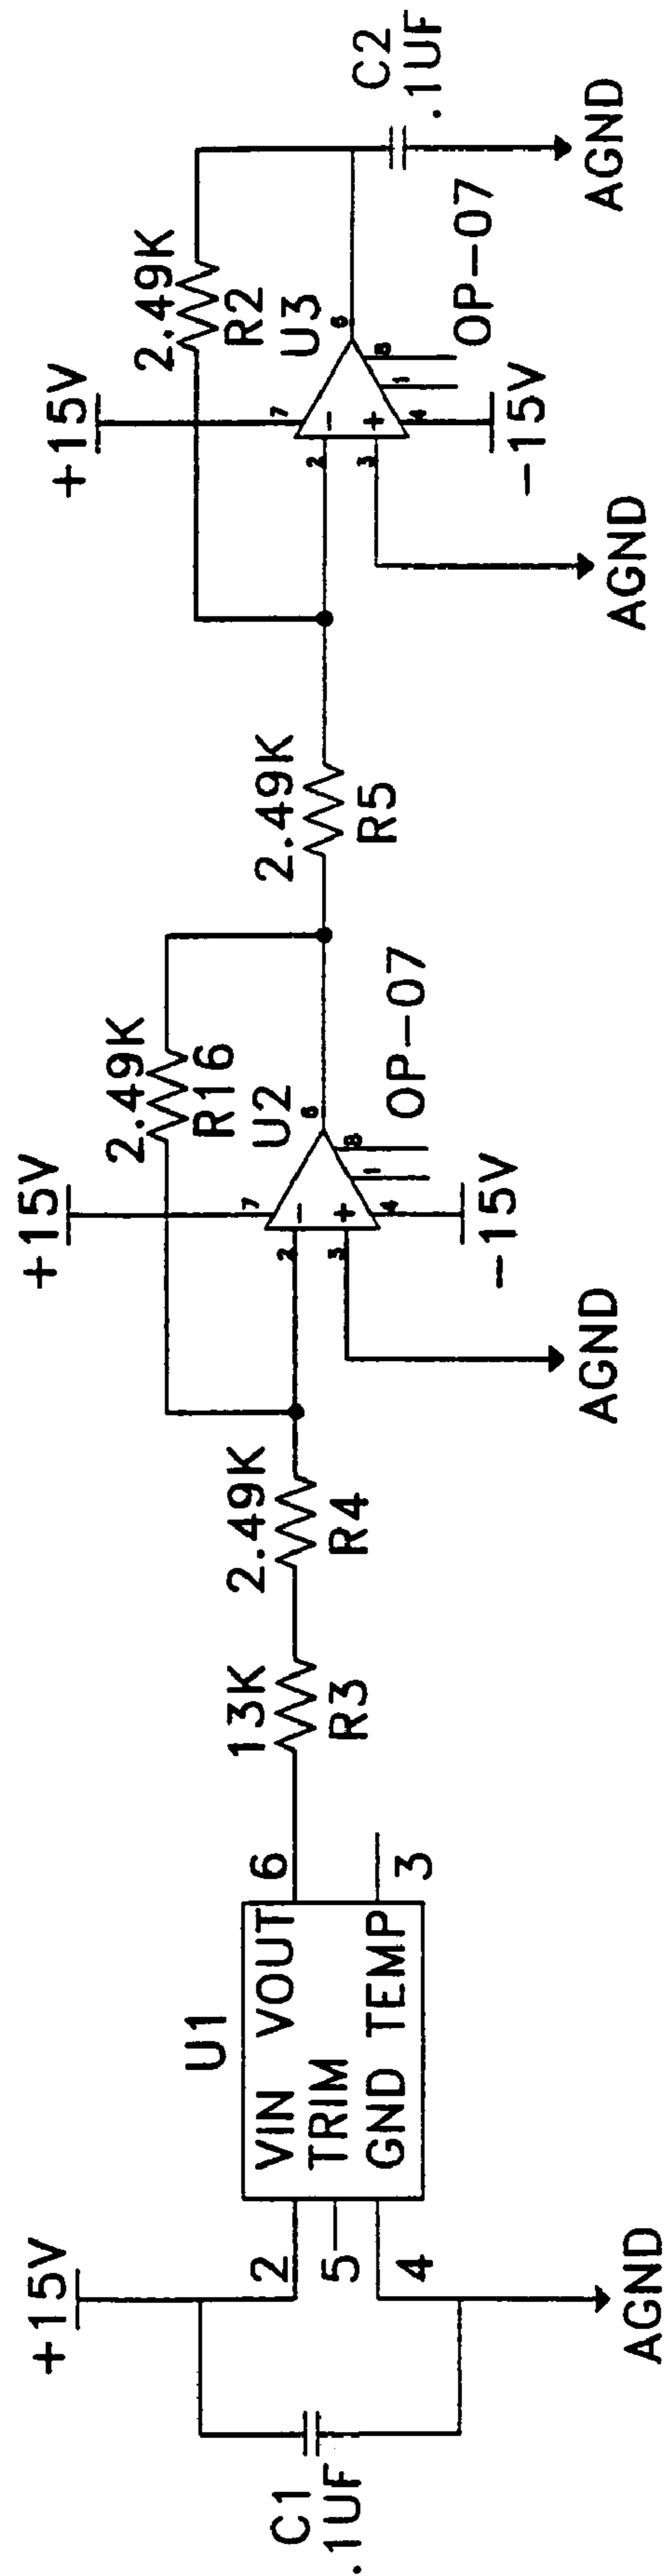 +15V
C1
.1UF
2
5
4
AGND
U1
VIN VOUT
TRIM
GND TEMP
6
3
13K
R3
2.49K
R4
AGND
+15V
2.49K
R16
U2
7
2
-
3
+
4
6
8
1
OP-07
-15V
2.49K
R5
AGND
+15V
2.49K
R2
U3
7
2
-
3
+
4
6
8
1
OP-07
-15V
C2
.1UF
AGND